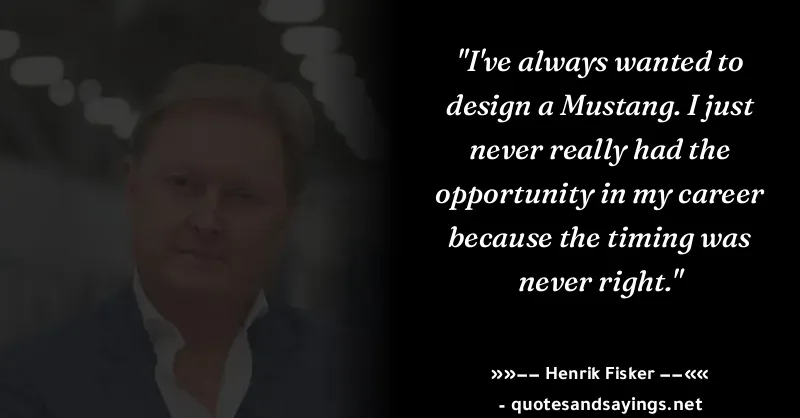 "I've always wanted to
design a Mustang. I just
never really had the
opportunity in my career
because the timing was
never right."
»»−− Henrik Fisker −−««
- quotesandsayings.net